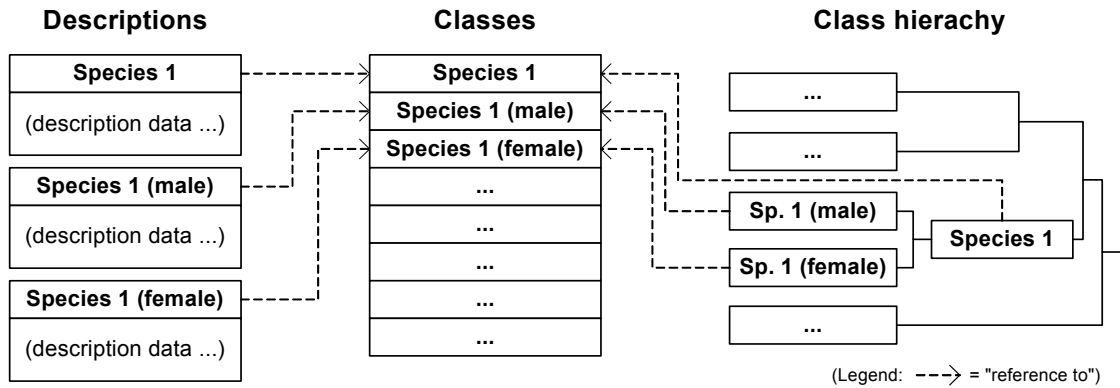 Descriptions
Species 1
(description data ...)
Species 1 (male)
(description data ...)
Species 1 (female)
(description data ...)
Classes
Species 1
Species 1 (male)
Species 1 (female)
...
...
...
...
...
Class hierachy
...
...
Sp. 1 (male)
Species 1
Sp. 1 (female)
...
(Legend: = "reference to")